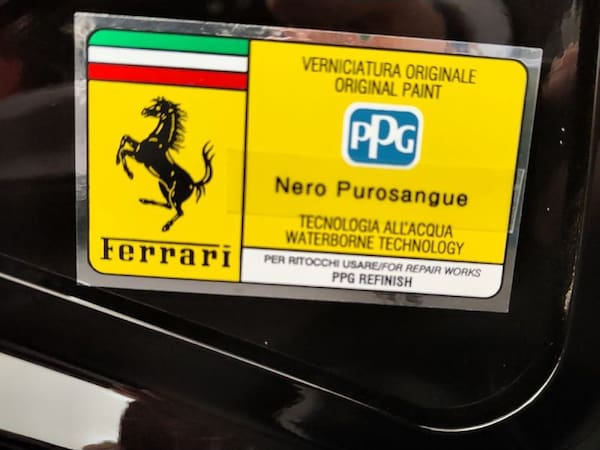 Ferrari
VERNICIATURA ORIGINALE
ORIGINAL PAINT
PPG
Nero Purosangue
TECNOLOGIA ALL'ACQUA
WATERBORNE TECHNOLOGY
PER RITOCCHI USARE/FOR REPAIR WORKS
PPG REFINISH